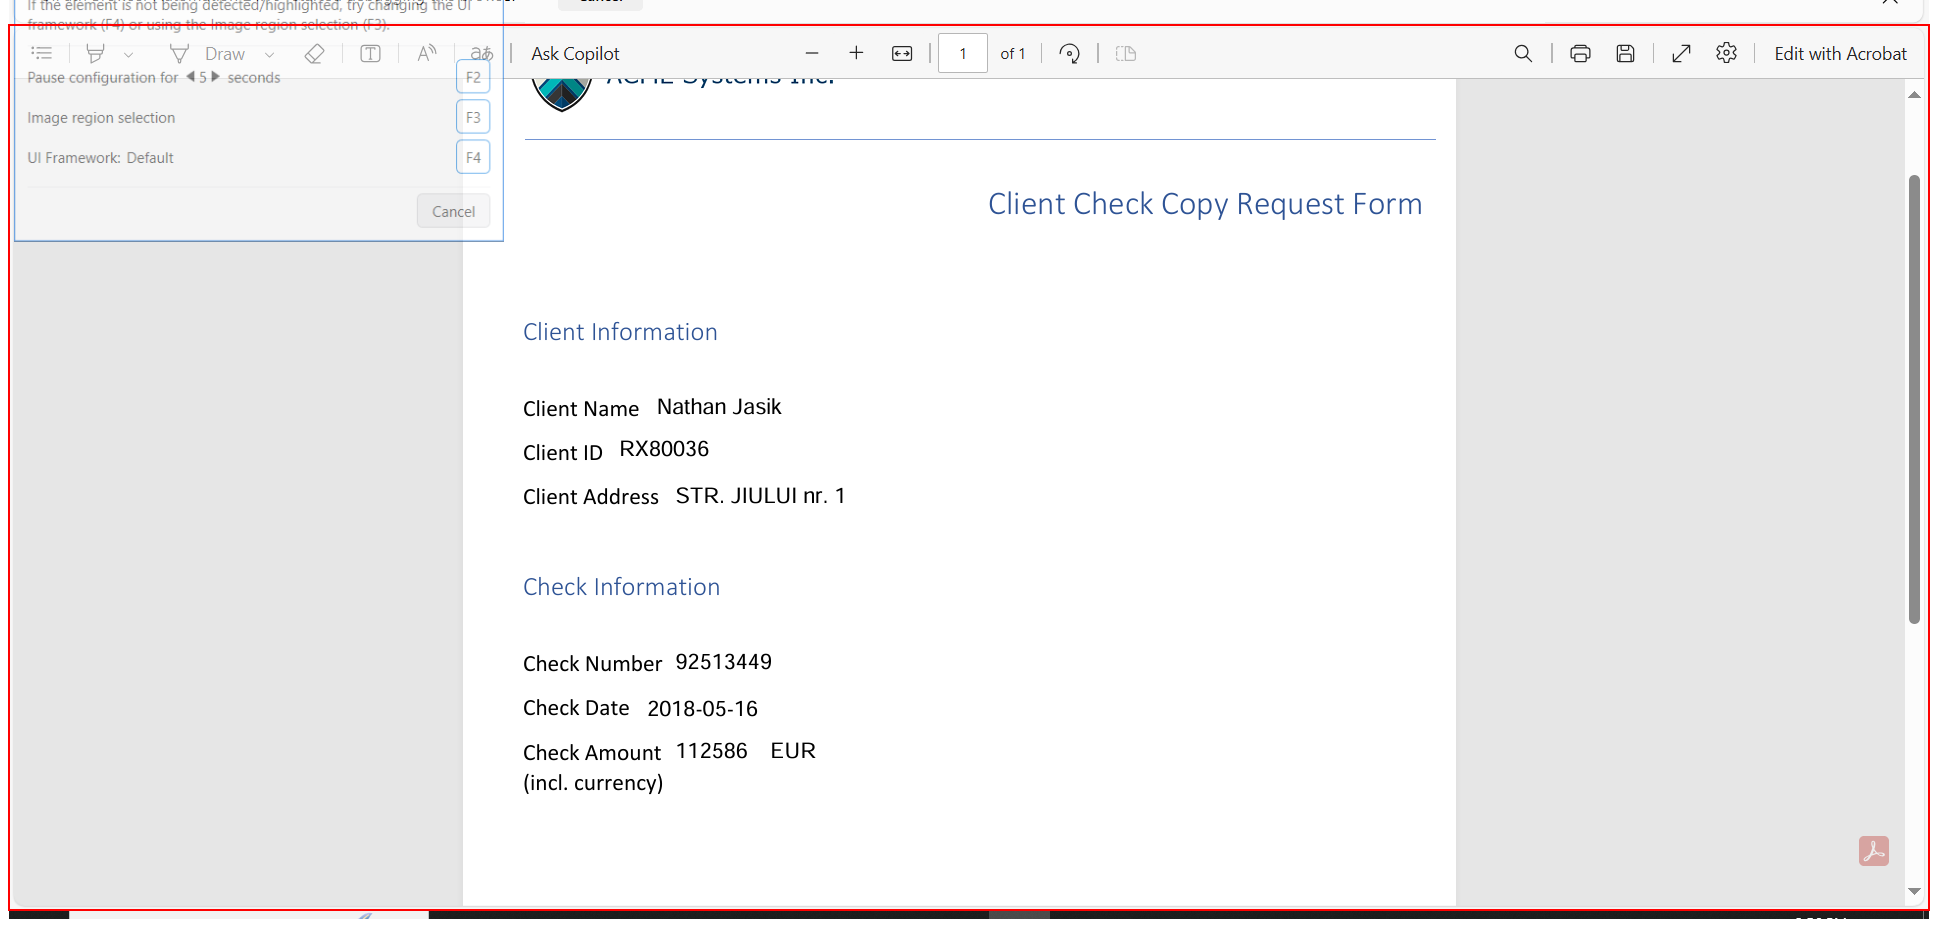 If the element is not being detected/highlighted, try changing the UI
framework (F4) or using the Image region selection (F3).
Draw
Ask Copilot
1
of 1
Edit with Acrobat
Pause configuration for 5 seconds
F2
Image region selection
F3
UI Framework: Default
F4
Cancel
ACME Systems Inc.
Client Check Copy Request Form
Client Information
Client Name Nathan Jasik
Client ID RX80036
Client Address STR. JIULUI nr. 1
Check Information
Check Number 92513449
Check Date 2018-05-16
Check Amount 112586 EUR
(incl. currency)